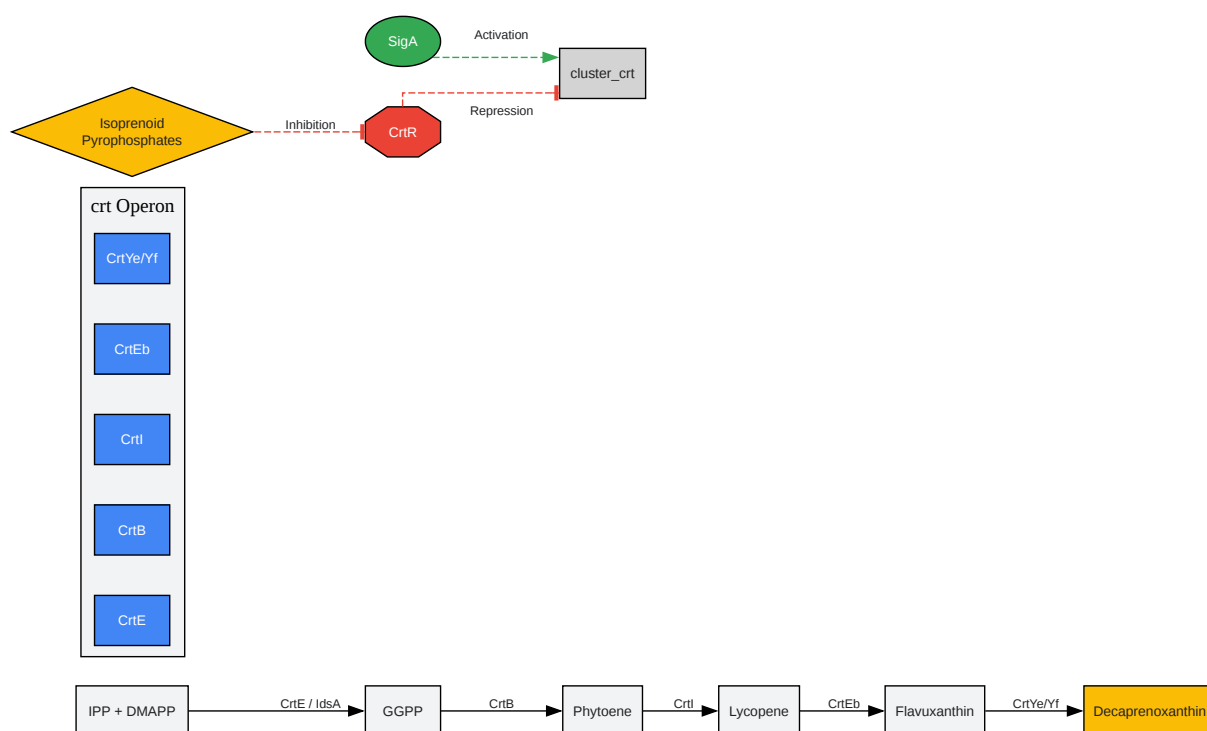 SigA
Activation
cluster_crt
Repression
Isoprenoid
Pyrophosphates
Inhibition
CrtR
crt Operon
CrtYe/Yf
CrtEb
CrtI
CrtB
CrtE
IPP + DMAPP
CrtE / IdsA
GGPP
CrtB
Phytoene
CrtI
Lycopene
CrtEb
Flavuxanthin
CrtYe/Yf
Decaprenoxanthin